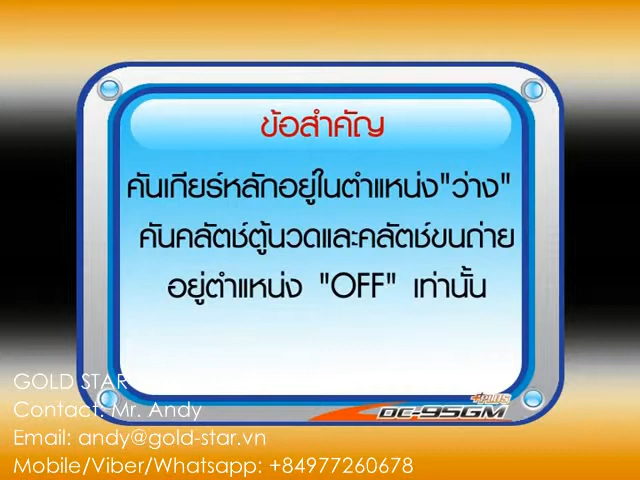 ข้อสำคัญ
คันเกียร์หลักอยู่ในตำแหน่ง"ว่าง"
คันคลัตช์ตู้นวดและคลัตช์ขนถ่าย
อยู่ตำแหน่ง "OFF" เท่านั้น
+PLUS
DC-95GM
GOLD STAR
Contact: Mr. Andy
Email: andy@gold-star.vn
Mobile/Viber/Whatsapp: +84977260678